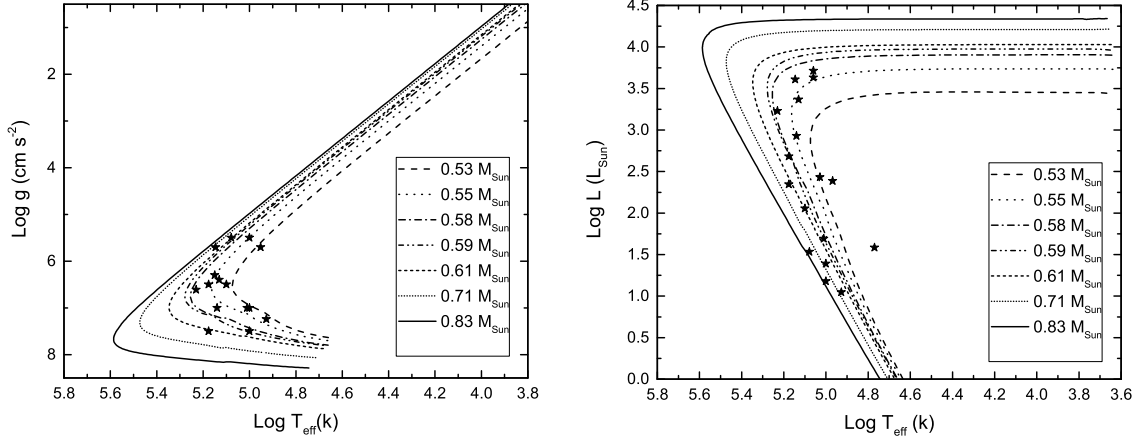 2
4
6
8
5.8 5.6 5.4 5.2 5.0 4.8 4.6 4.4 4.2 4.0 3.8
Log g (cm s⁻²)
Log T_eff(k)
0.53 M_Sun
0.55 M_Sun
0.58 M_Sun
0.59 M_Sun
0.61 M_Sun
0.71 M_Sun
0.83 M_Sun
4.5
4.0
3.5
3.0
2.5
2.0
1.5
1.0
0.5
0.0
5.8 5.6 5.4 5.2 5.0 4.8 4.6 4.4 4.2 4.0 3.8 3.6
Log L (L_Sun)
Log T_eff (k)
0.53 M_Sun
0.55 M_Sun
0.58 M_Sun
0.59 M_Sun
0.61 M_Sun
0.71 M_Sun
0.83 M_Sun